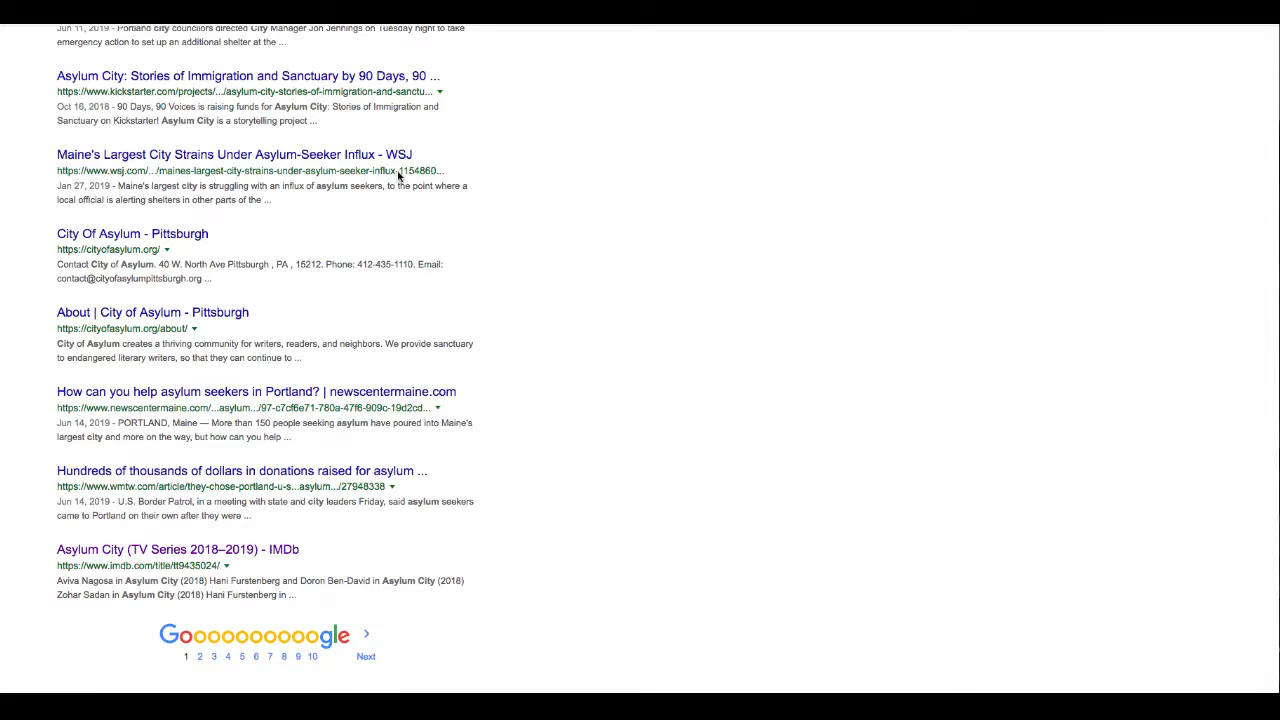 Jun 11, 2019 - Portland city councilors directed City Manager Jon Jennings on Tuesday night to take
emergency action to set up an additional shelter at the ...
Asylum City: Stories of Immigration and Sanctuary by 90 Days, 90 ...
https://www.kickstarter.com/projects/.../asylum-city-stories-of-immigration-and-sanctu...
Oct 16, 2018 - 90 Days, 90 Voices is raising funds for Asylum City: Stories of Immigration and
Sanctuary on Kickstarter! Asylum City is a storytelling project ...
Maine's Largest City Strains Under Asylum-Seeker Influx - WSJ
https://www.wsj.com/.../maines-largest-city-strains-under-asylum-seeker-influx-1154860...
Jan 27, 2019 - Maine's largest city is struggling with an influx of asylum seekers, to the point where a
local official is alerting shelters in other parts of the ...
City Of Asylum - Pittsburgh
https://cityofasylum.org/
Contact City of Asylum. 40 W. North Ave Pittsburgh , PA , 15212. Phone: 412-435-1110. Email:
contact@cityofasylumpittsburgh.org ...
About | City of Asylum - Pittsburgh
https://cityofasylum.org/about/
City of Asylum creates a thriving community for writers, readers, and neighbors. We provide sanctuary
to endangered literary writers, so that they can continue to ...
How can you help asylum seekers in Portland? | newscentermaine.com
https://www.newscentermaine.com/...asylum.../97-c7cf6e71-780a-47f6-909c-19d2cd...
Jun 14, 2019 - PORTLAND, Maine — More than 150 people seeking asylum have poured into Maine's
largest city and more on the way, but how can you help ...
Hundreds of thousands of dollars in donations raised for asylum ...
https://www.wmtw.com/article/they-chose-portland-u-s...asylum.../27948338
Jun 14, 2019 - U.S. Border Patrol, in a meeting with state and city leaders Friday, said asylum seekers
came to Portland on their own after they were ...
Asylum City (TV Series 2018–2019) - IMDb
https://www.imdb.com/title/tt9435024/
Aviva Nagosa in Asylum City (2018) Hani Furstenberg and Doron Ben-David in Asylum City (2018)
Zohar Sadan in Asylum City (2018) Hani Furstenberg in ...
Goooooooooogle >
1 2 3 4 5 6 7 8 9 10 Next